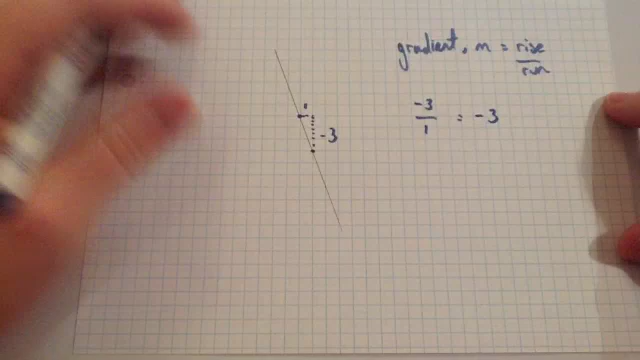 gradient, m = rise
run
1
-3
-3
1
= -3